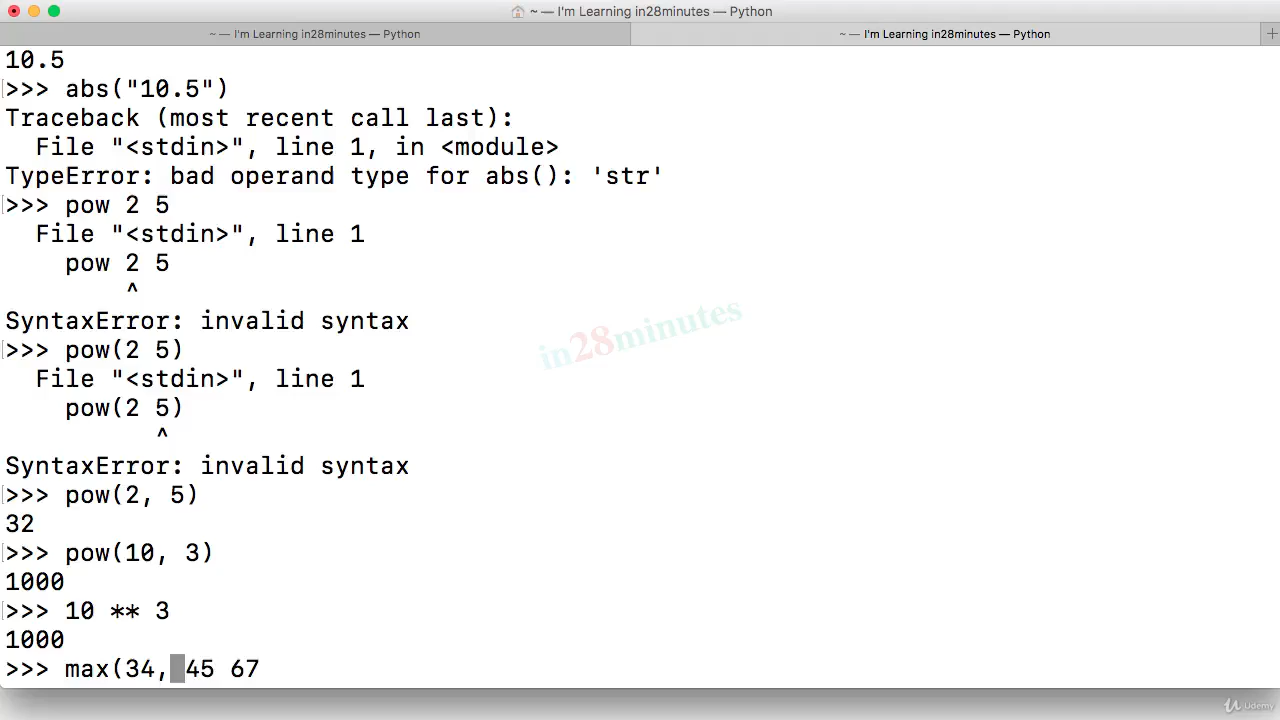 ~ — I'm Learning in28minutes — Python
~ — I'm Learning in28minutes — Python
~ — I'm Learning in28minutes — Python
10.5
>>> abs("10.5")
Traceback (most recent call last):
  File "<stdin>", line 1, in <module>
TypeError: bad operand type for abs(): 'str'
>>> pow 2 5
  File "<stdin>", line 1
    pow 2 5
        ^
SyntaxError: invalid syntax
>>> pow(2 5)
  File "<stdin>", line 1
    pow(2 5)
          ^
SyntaxError: invalid syntax
>>> pow(2, 5)
32
>>> pow(10, 3)
1000
>>> 10 ** 3
1000
>>> max(34, 45 67
in28minutes
Udemy